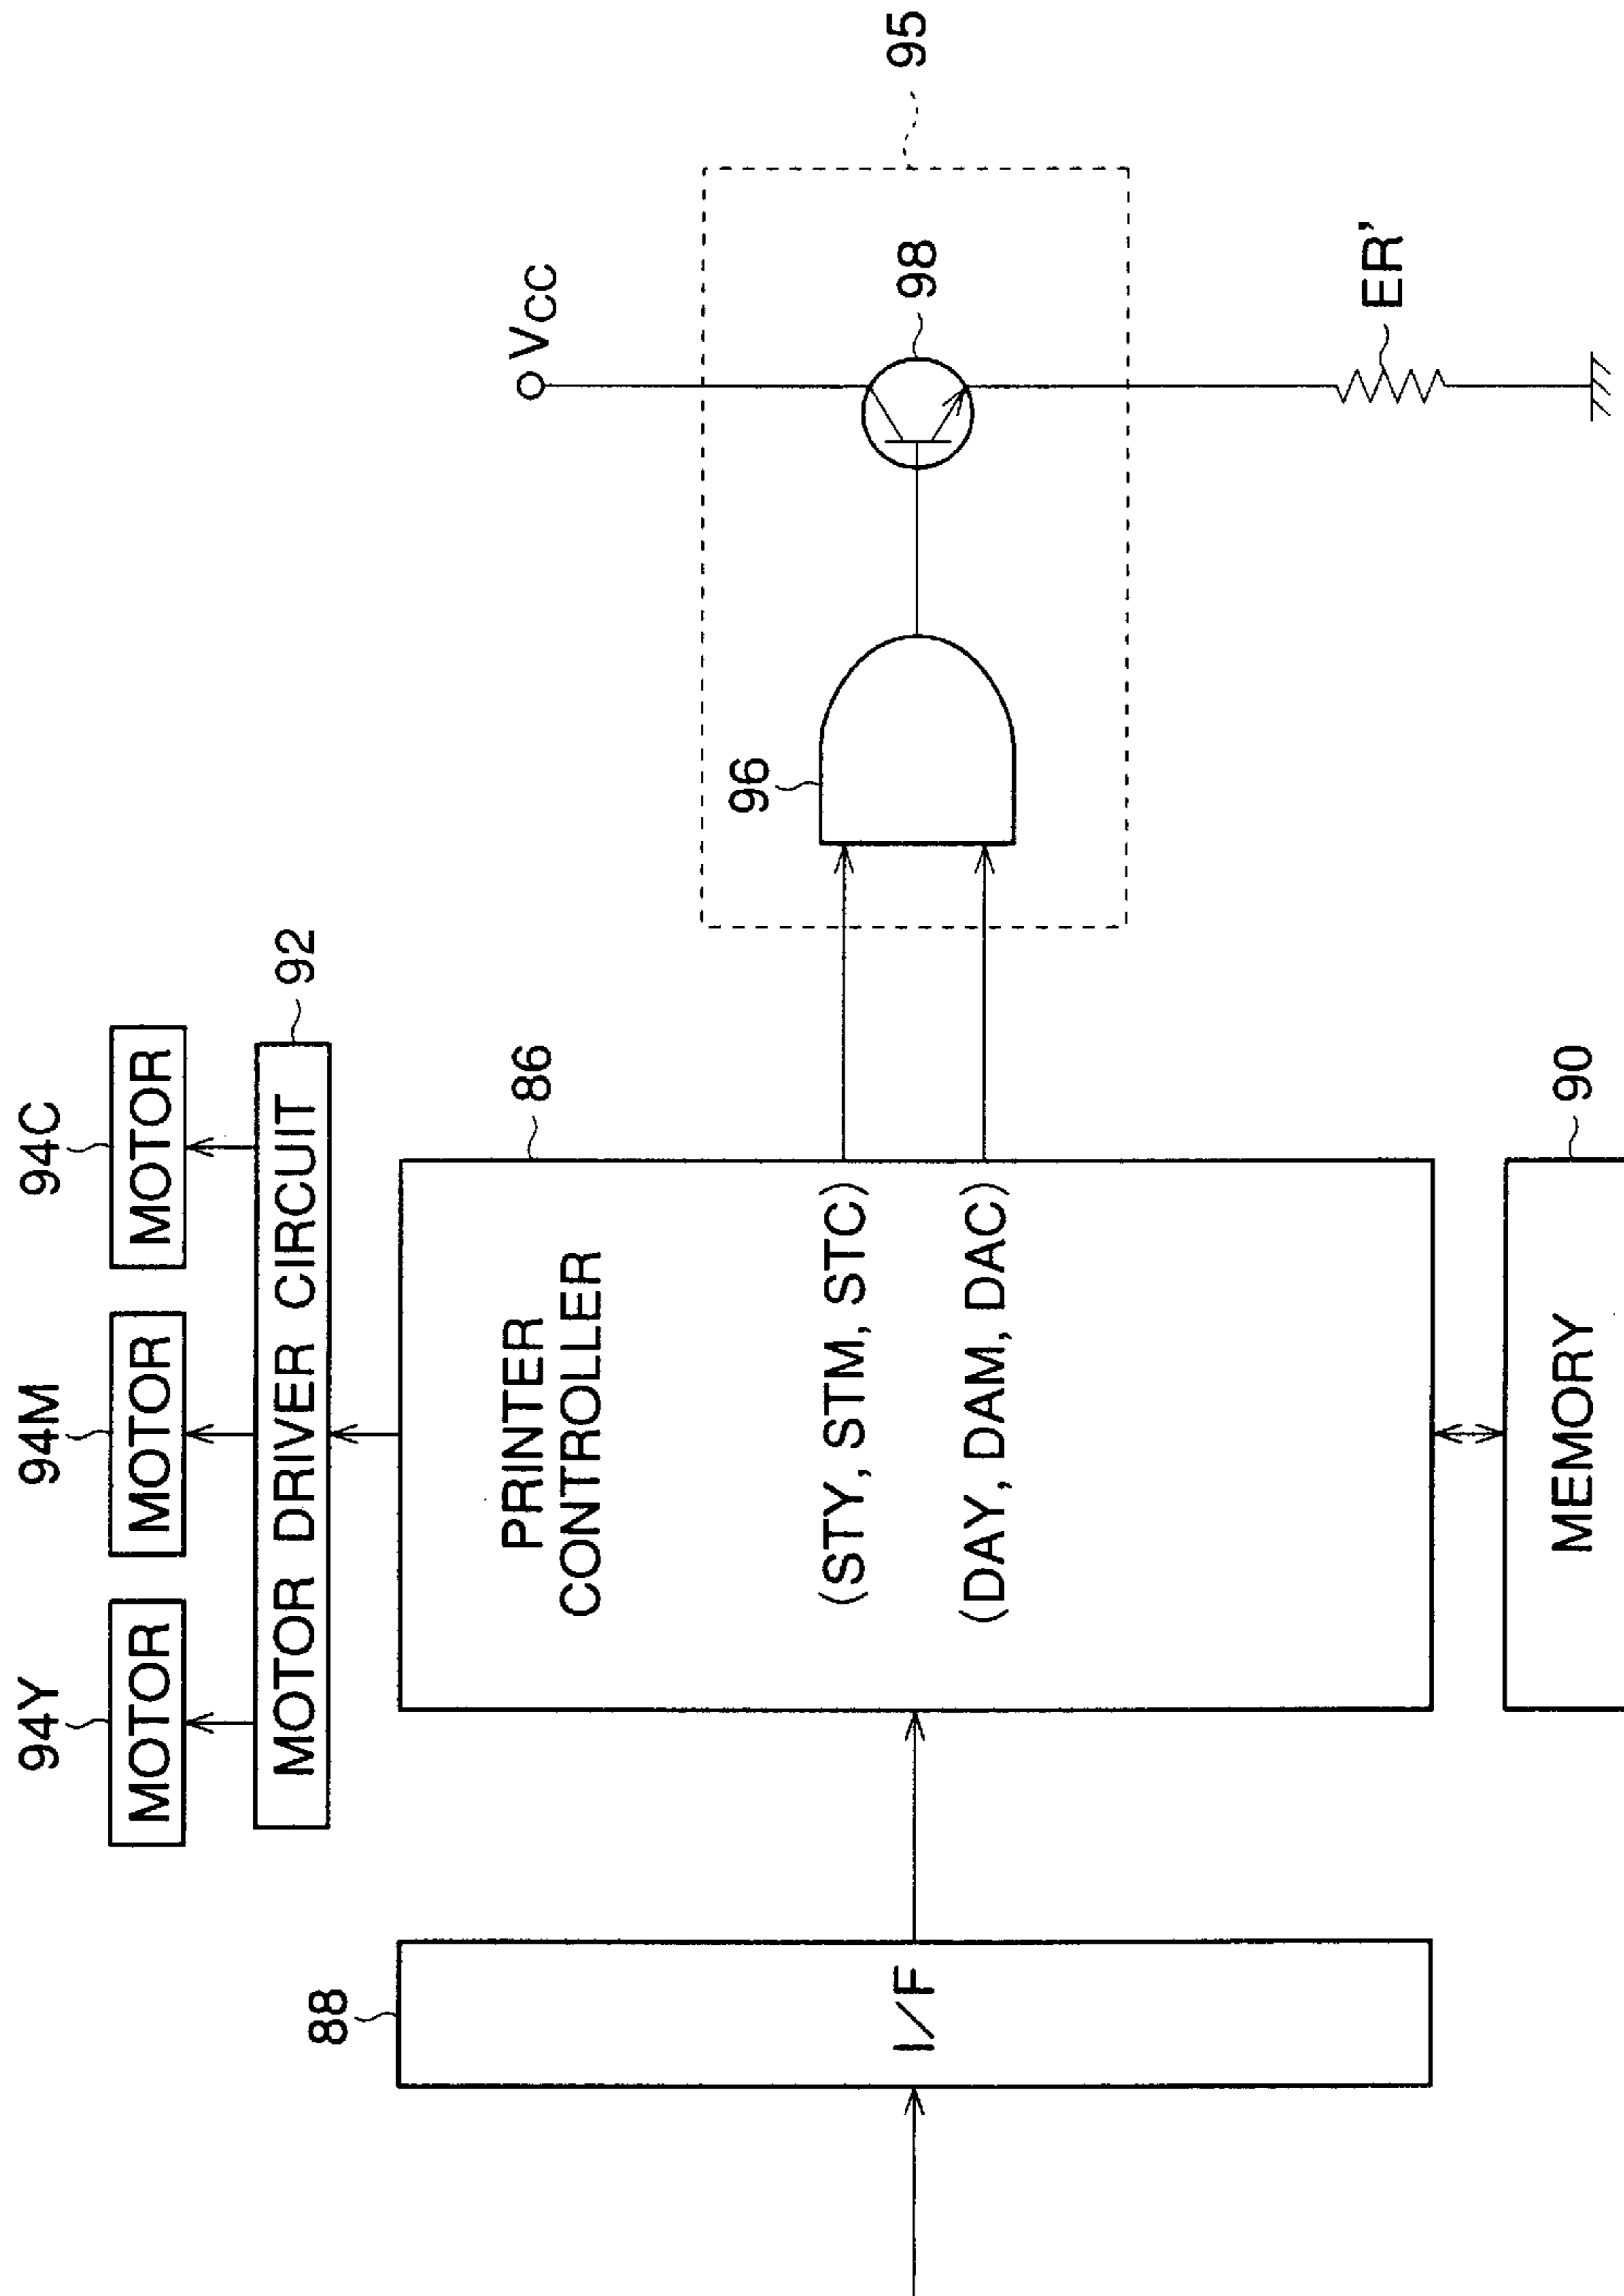 94Y
94M
94C
MOTOR
MOTOR
MOTOR
92
MOTOR DRIVER CIRCUIT
88
I/F
86
PRINTER
CONTROLLER
(STY, STM, STC)
(DAY, DAM, DAC)
90
MEMORY
95
96
98
VCC
ER'